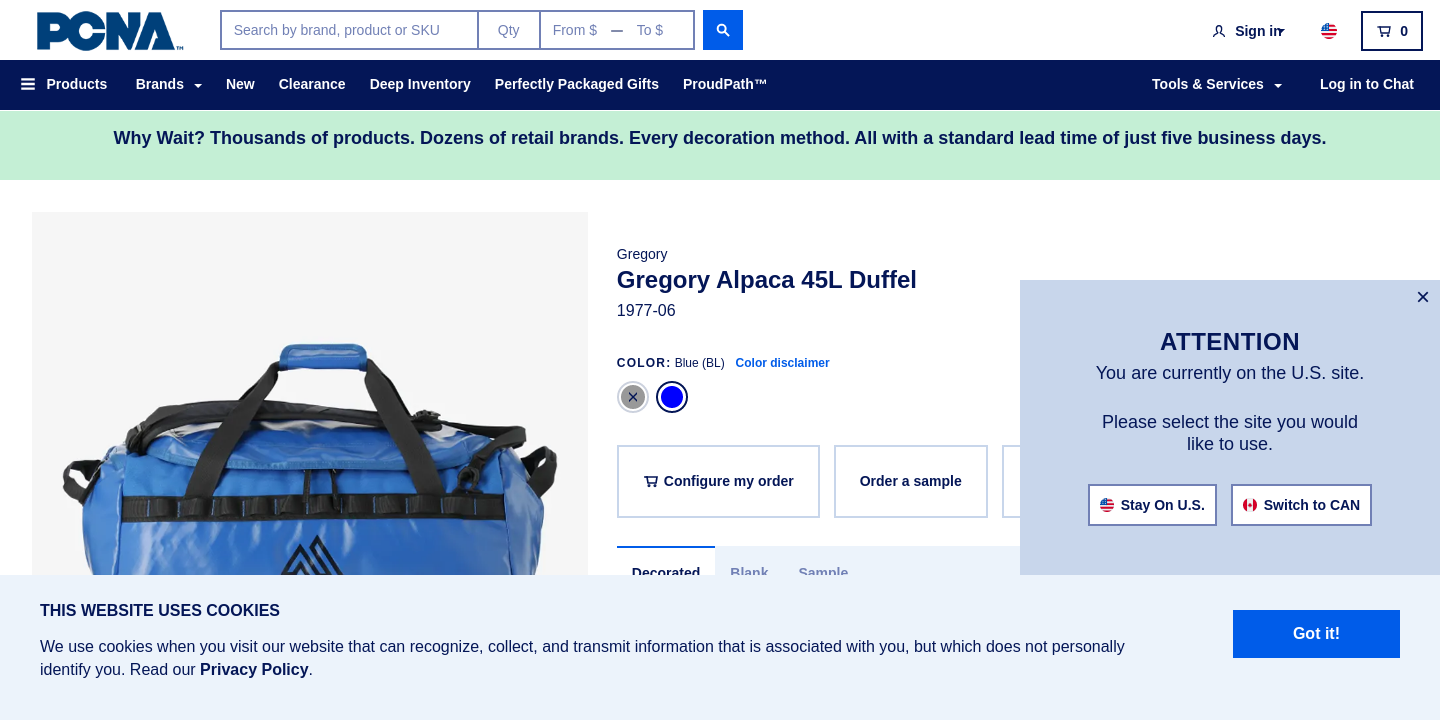 PCNA™
Search by brand, product or SKU
Qty
From $ — To $
Sign in
0
Products
Brands
New
Clearance
Deep Inventory
Perfectly Packaged Gifts
ProudPath™
Tools & Services
Log in to Chat
Why Wait? Thousands of products. Dozens of retail brands. Every decoration method. All with a standard lead time of just five business days.
Gregory
Gregory Alpaca 45L Duffel
1977-06
COLOR: Blue (BL) Color disclaimer
Configure my order
Order a sample
Decorated
Blank
Sample
ATTENTION
You are currently on the U.S. site.
Please select the site you would
like to use.
Stay On U.S.
Switch to CAN
THIS WEBSITE USES COOKIES
We use cookies when you visit our website that can recognize, collect, and transmit information that is associated with you, but which does not personally
identify you. Read our Privacy Policy.
Got it!